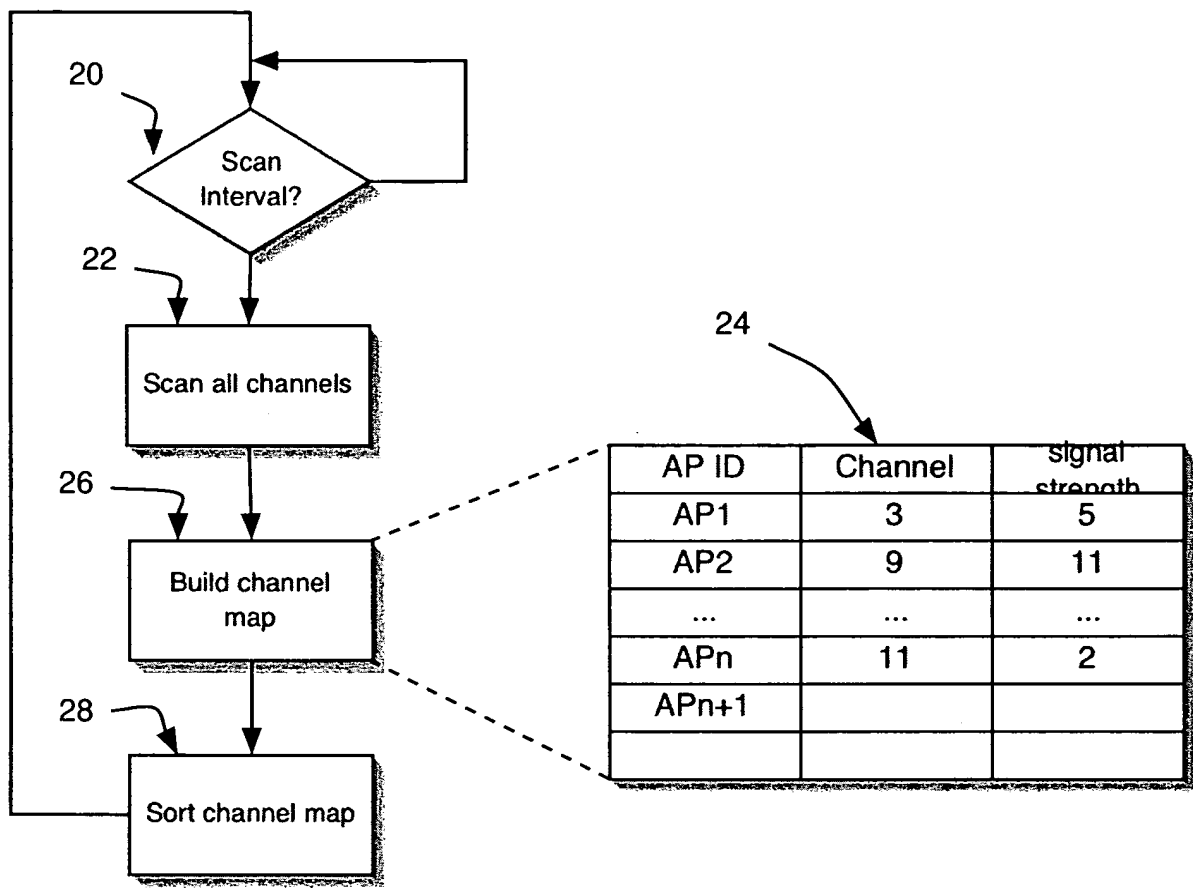 20
Scan
Interval?
22
Scan all channels
24
26
Build channel
map
AP ID Channel signal
strength
AP1 3 5
AP2 9 11
... ... ...
APn 11 2
APn+1
28
Sort channel map